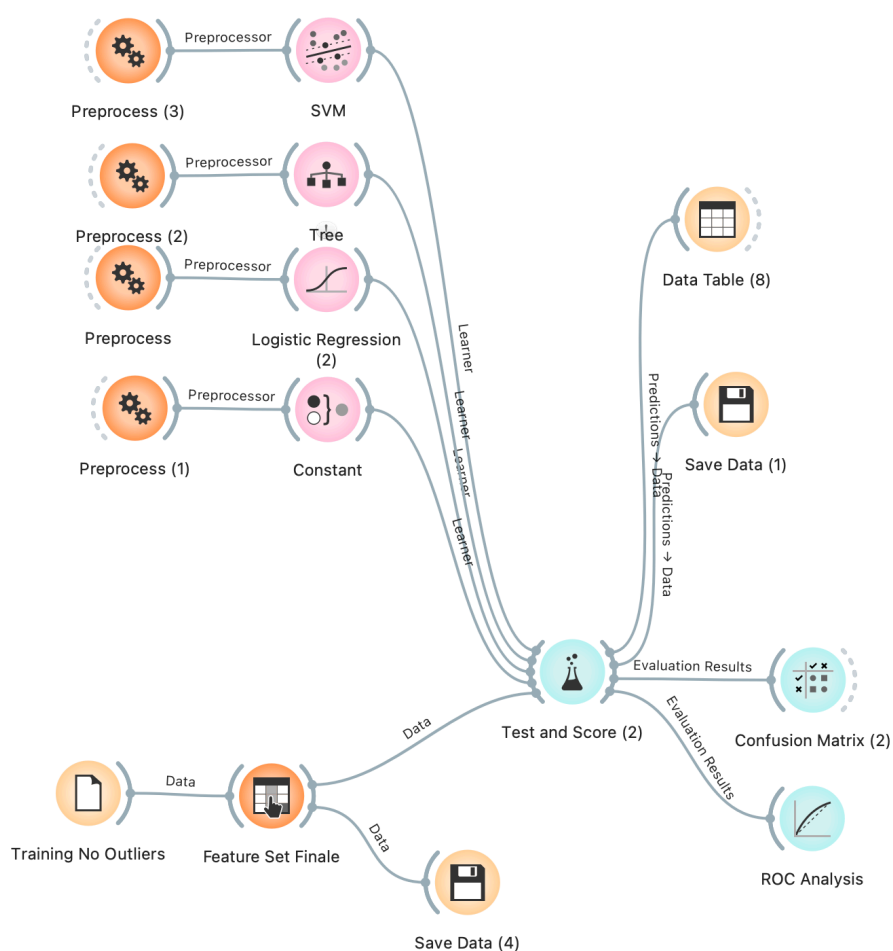 Preprocessor
Preprocess (3)
SVM
Preprocessor
Preprocess (2)
Tree
Preprocessor
Preprocess
Logistic Regression
(2)
Preprocessor
Preprocess (1)
Constant
Learner
Learner
Learner
Learner
Data Table (8)
Predictions → Data
Save Data (1)
Predictions → Data
Evaluation Results
Test and Score (2)
Confusion Matrix (2)
Evaluation Results
Data
Data
Training No Outliers
Feature Set Finale
Data
ROC Analysis
Save Data (4)